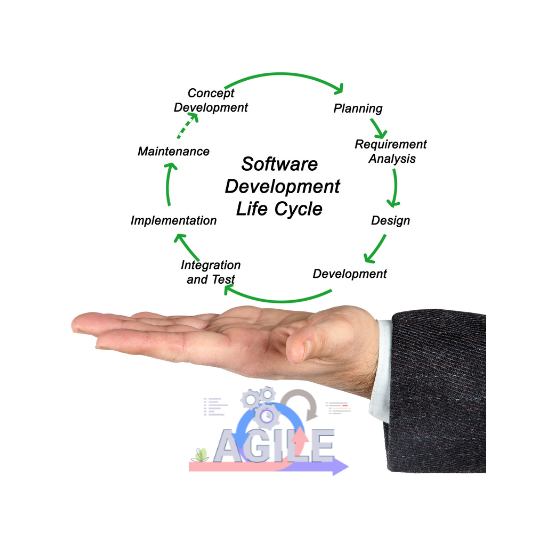 Concept
Development
Planning
Requirement
Analysis
Design
Development
Integration
and Test
Implementation
Maintenance
Software
Development
Life Cycle
AGILE